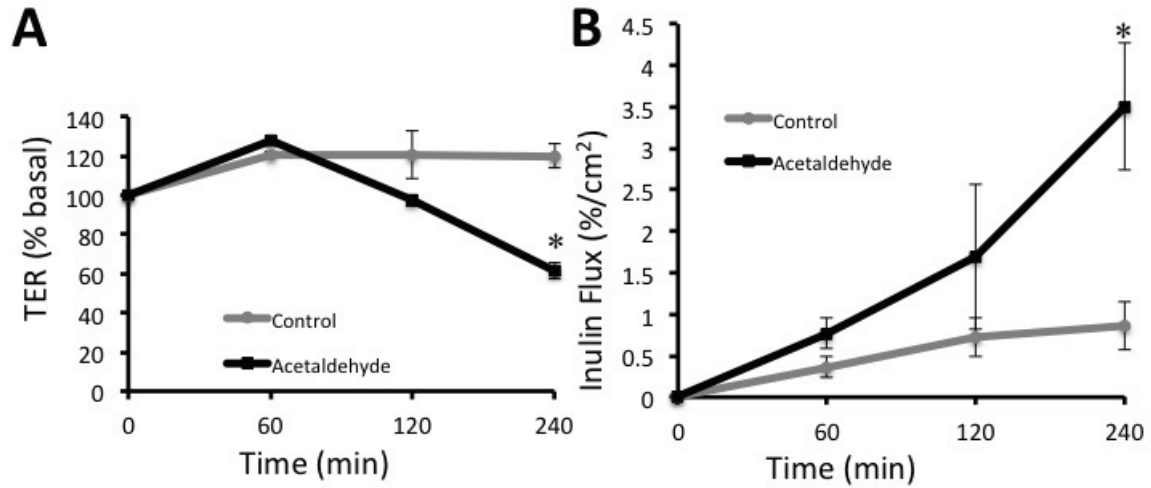 A
TER (% basal)
140
120
100
80
60
40
20
0
*
Control
Acetaldehyde
0 60 120 240
Time (min)
B
Inulin Flux (%/cm²)
4.5
4
3.5
3
2.5
2
1.5
1
0.5
0
*
Control
Acetaldehyde
0 60 120 240
Time (min)